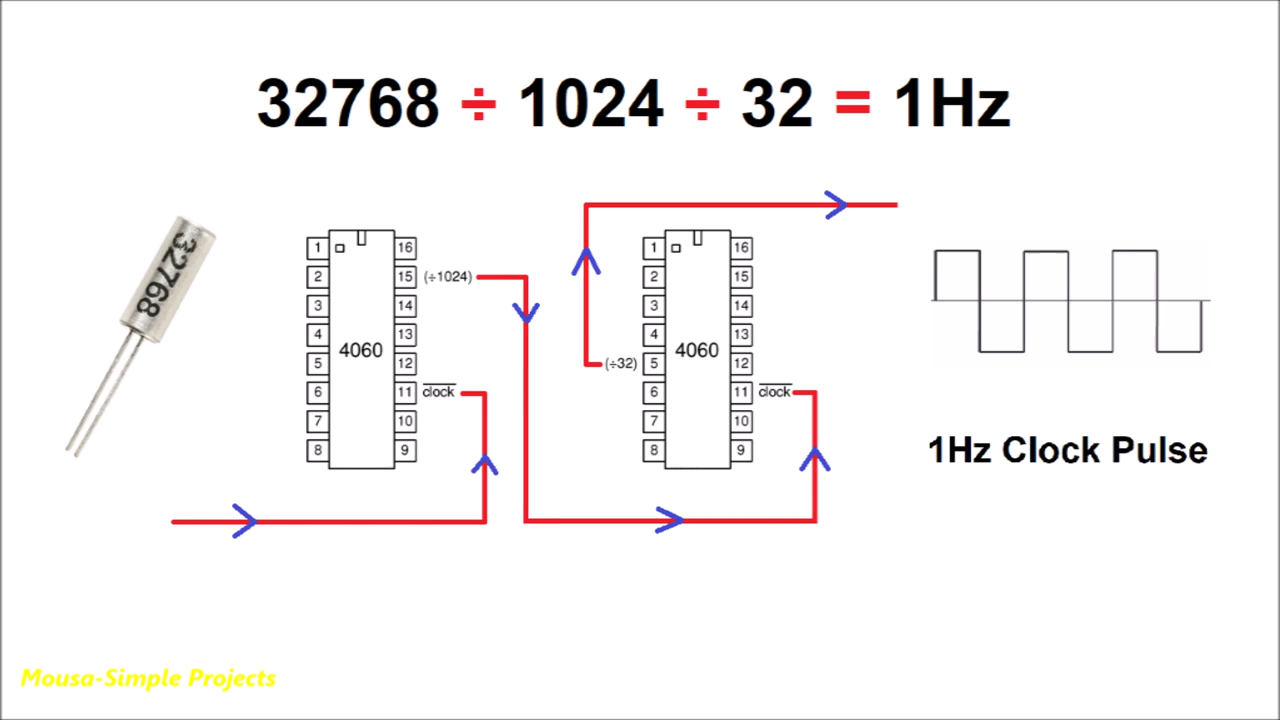 32768 ÷ 1024 ÷ 32 = 1Hz
32768
1 16
2 15 (÷1024)
3 14
4 13
4060
5 12
6 11 clock
7 10
8 9
1 16
2 15
3 14
4 13
4060
(÷32) 5 12
6 11 clock
7 10
8 9
1Hz Clock Pulse
Mousa-Simple Projects